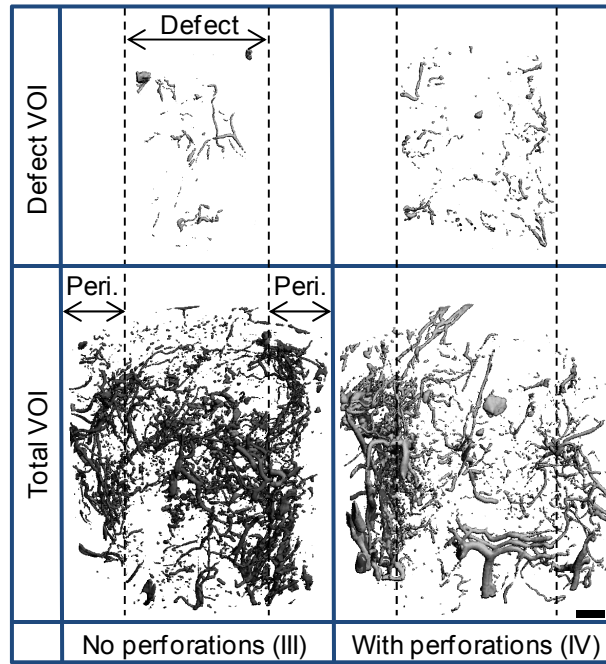 Defect
Defect VOI
Peri.
Peri.
Total VOI
No perforations (III)
With perforations (IV)